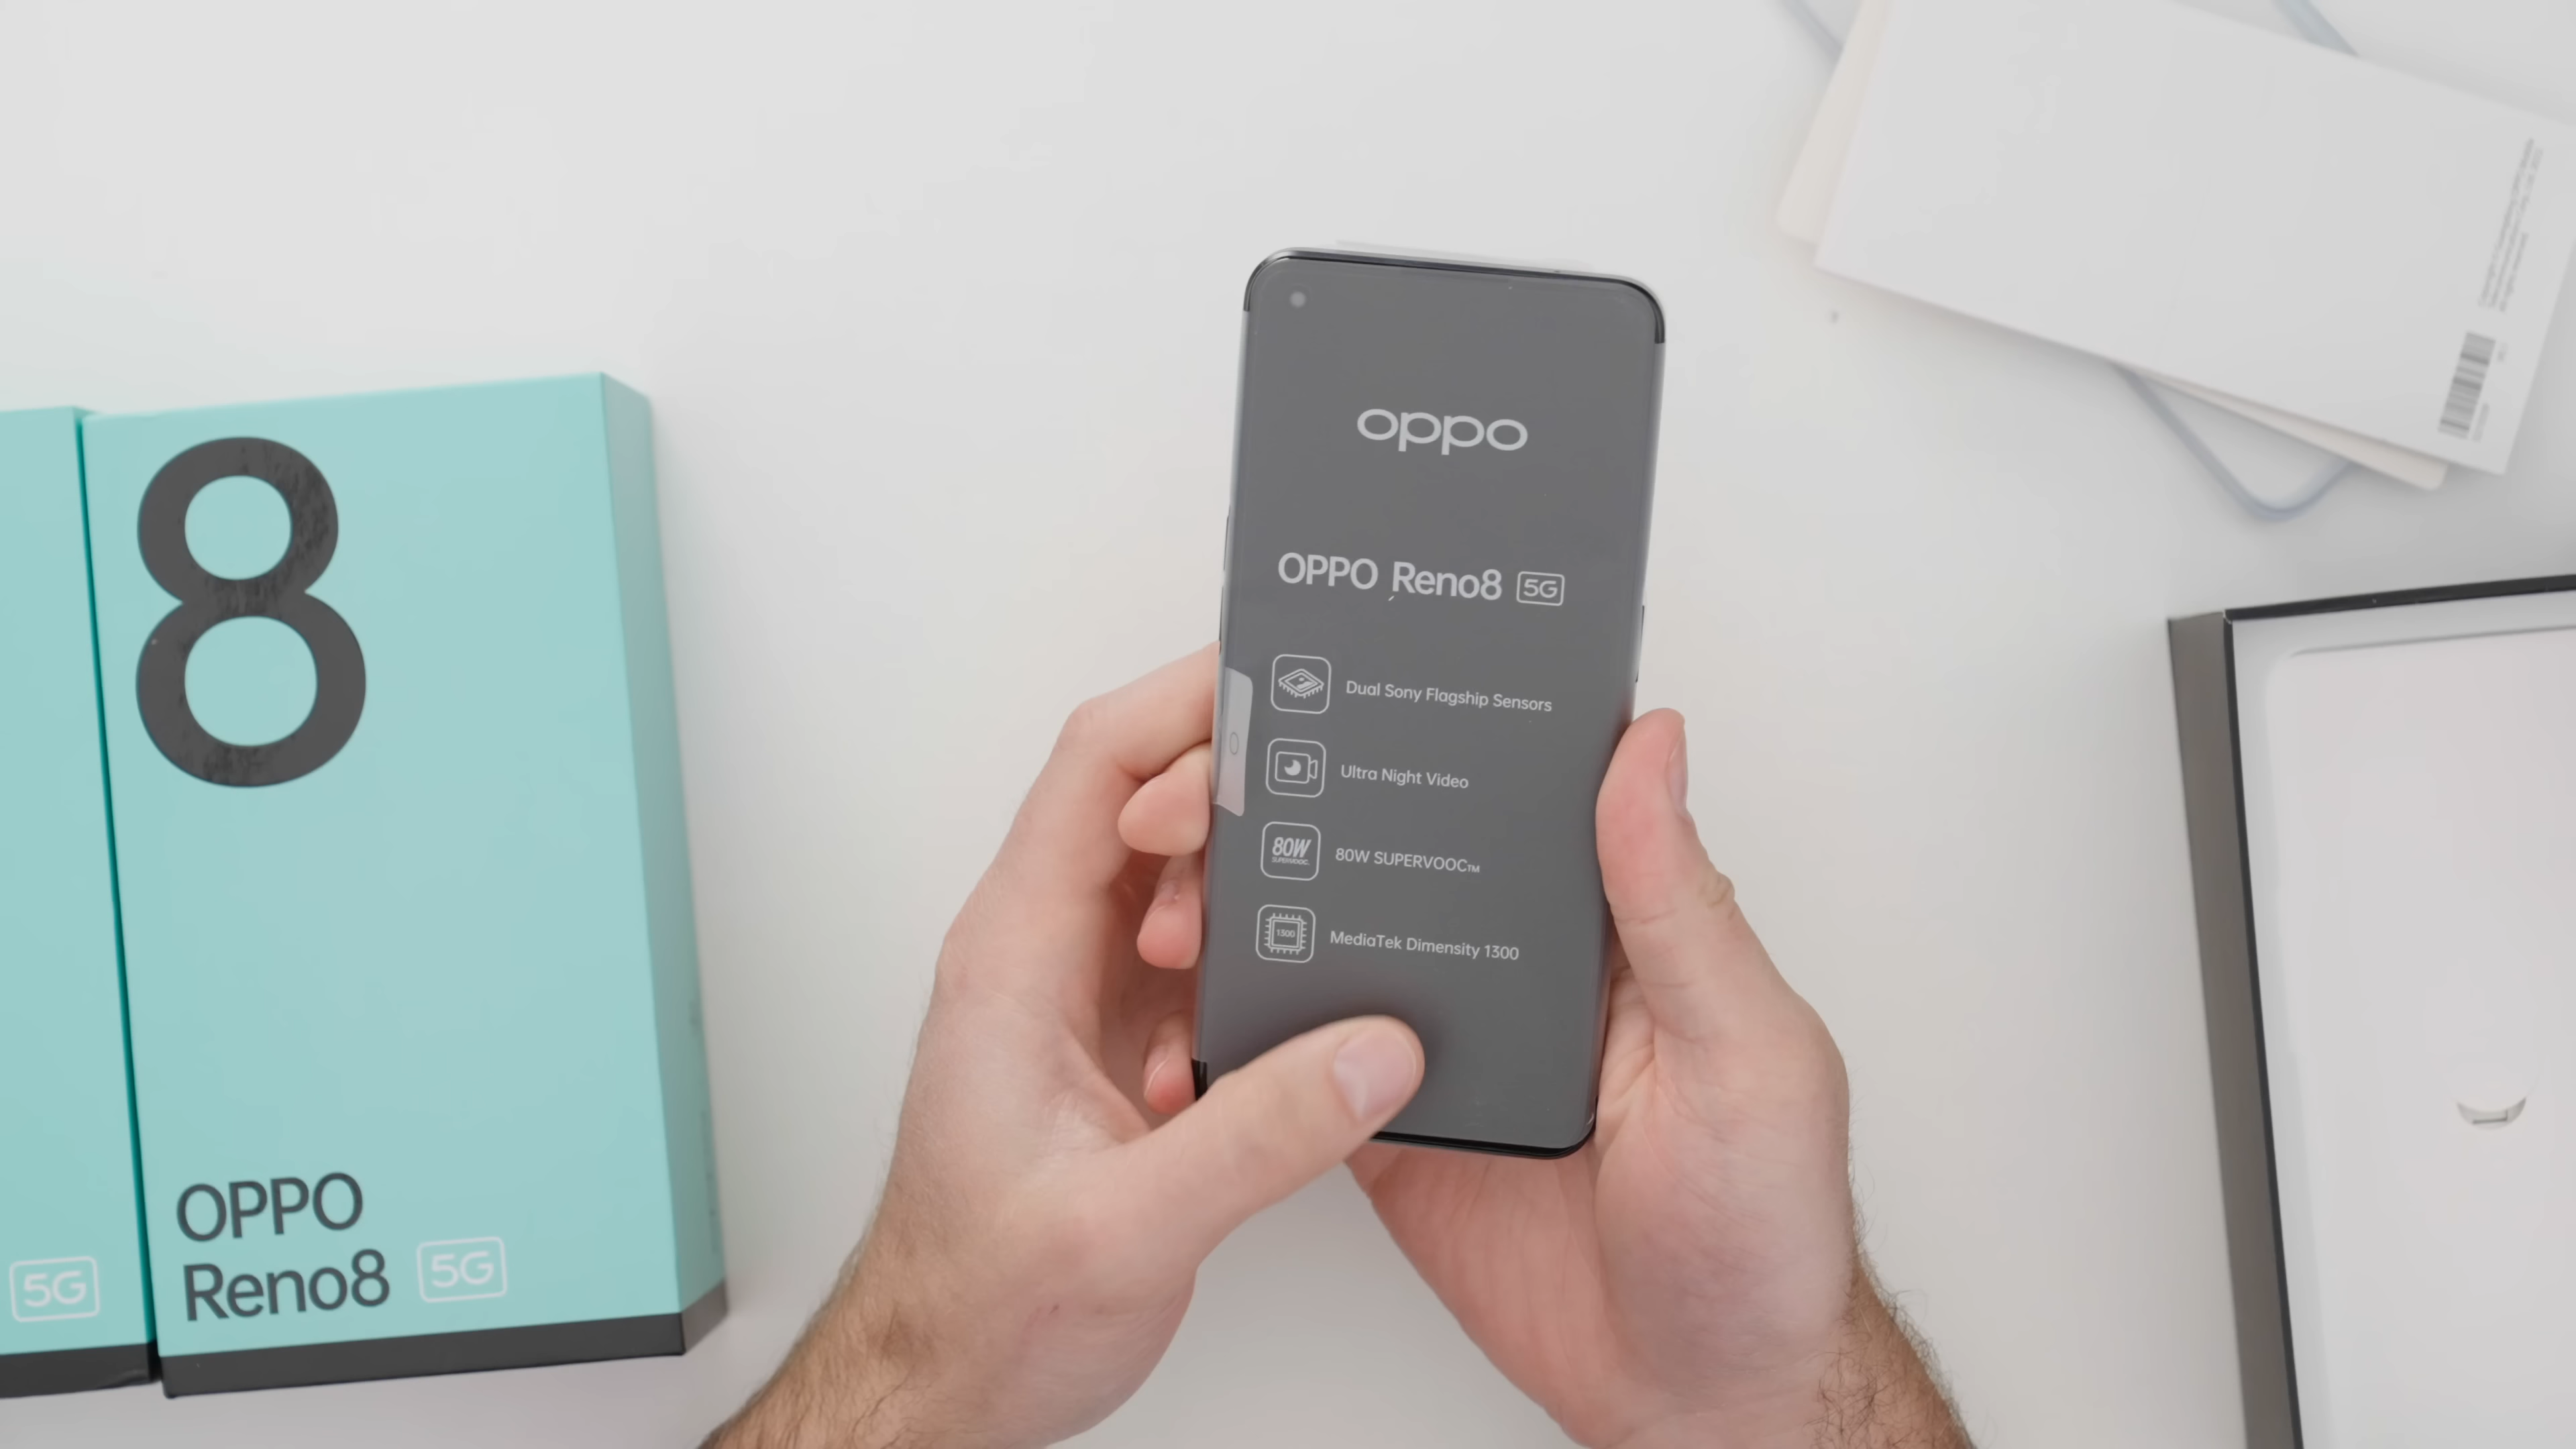 8
OPPO
Reno8 5G
5G
oppo
OPPO Reno8 5G
Dual Sony Flagship Sensors
Ultra Night Video
80W
SUPERVOOC
80W SUPERVOOC™
1300
MediaTek Dimensity 1300